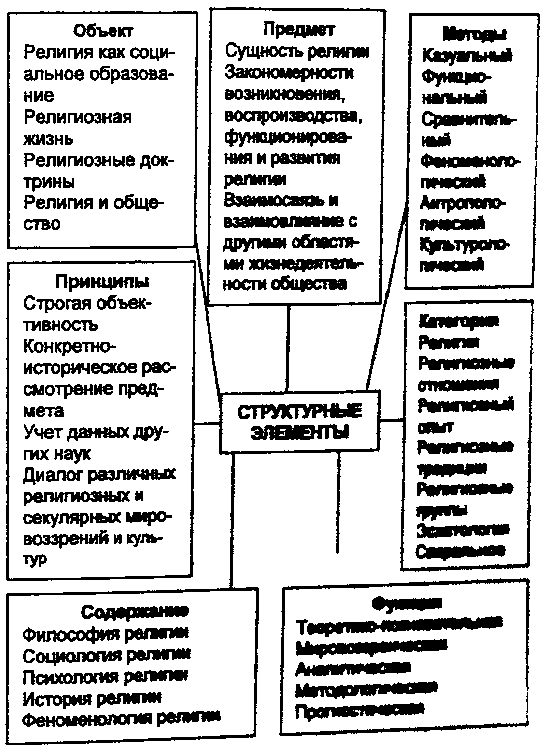 Объект
Религия как соци-
альное образова-
ние
Религиозная
жизнь
Религиозные док-
трины
Религия и обще-
ство
Предмет
Сущность религии
Закономерности
возникновения,
воспроизводства,
функционирова-
ния и развития
религии
Взаимосвязь и
взаимовлияние с
другими областя-
ми жизнедеятель-
ности общества
Методы
Казуальный
Функцио-
нальный
Сравнитель-
ный
Феноменоло-
гический
Антрополо-
гический
Культуроло-
гический
Принципы
Строгая объек-
тивность
Конкретно-
историческое рас-
смотрение пред-
мета
Учет данных дру-
гих наук
Диалог различных
религиозных и
секулярных миро-
воззрений и куль-
тур
СТРУКТУРНЫЕ
ЭЛЕМЕНТЫ
Категории
Религия
Религиозные
отношения
Религиозный
опыт
Религиозные
традиции
Религиозные
группы
Эсхатология
Сакральное
Содержание
Философия религии
Социология религии
Психология религии
История религии
Феноменология религии
Функции
Теоретико-познавательная
Мировоззренческая
Аналитическая
Методологическая
Прогностическая